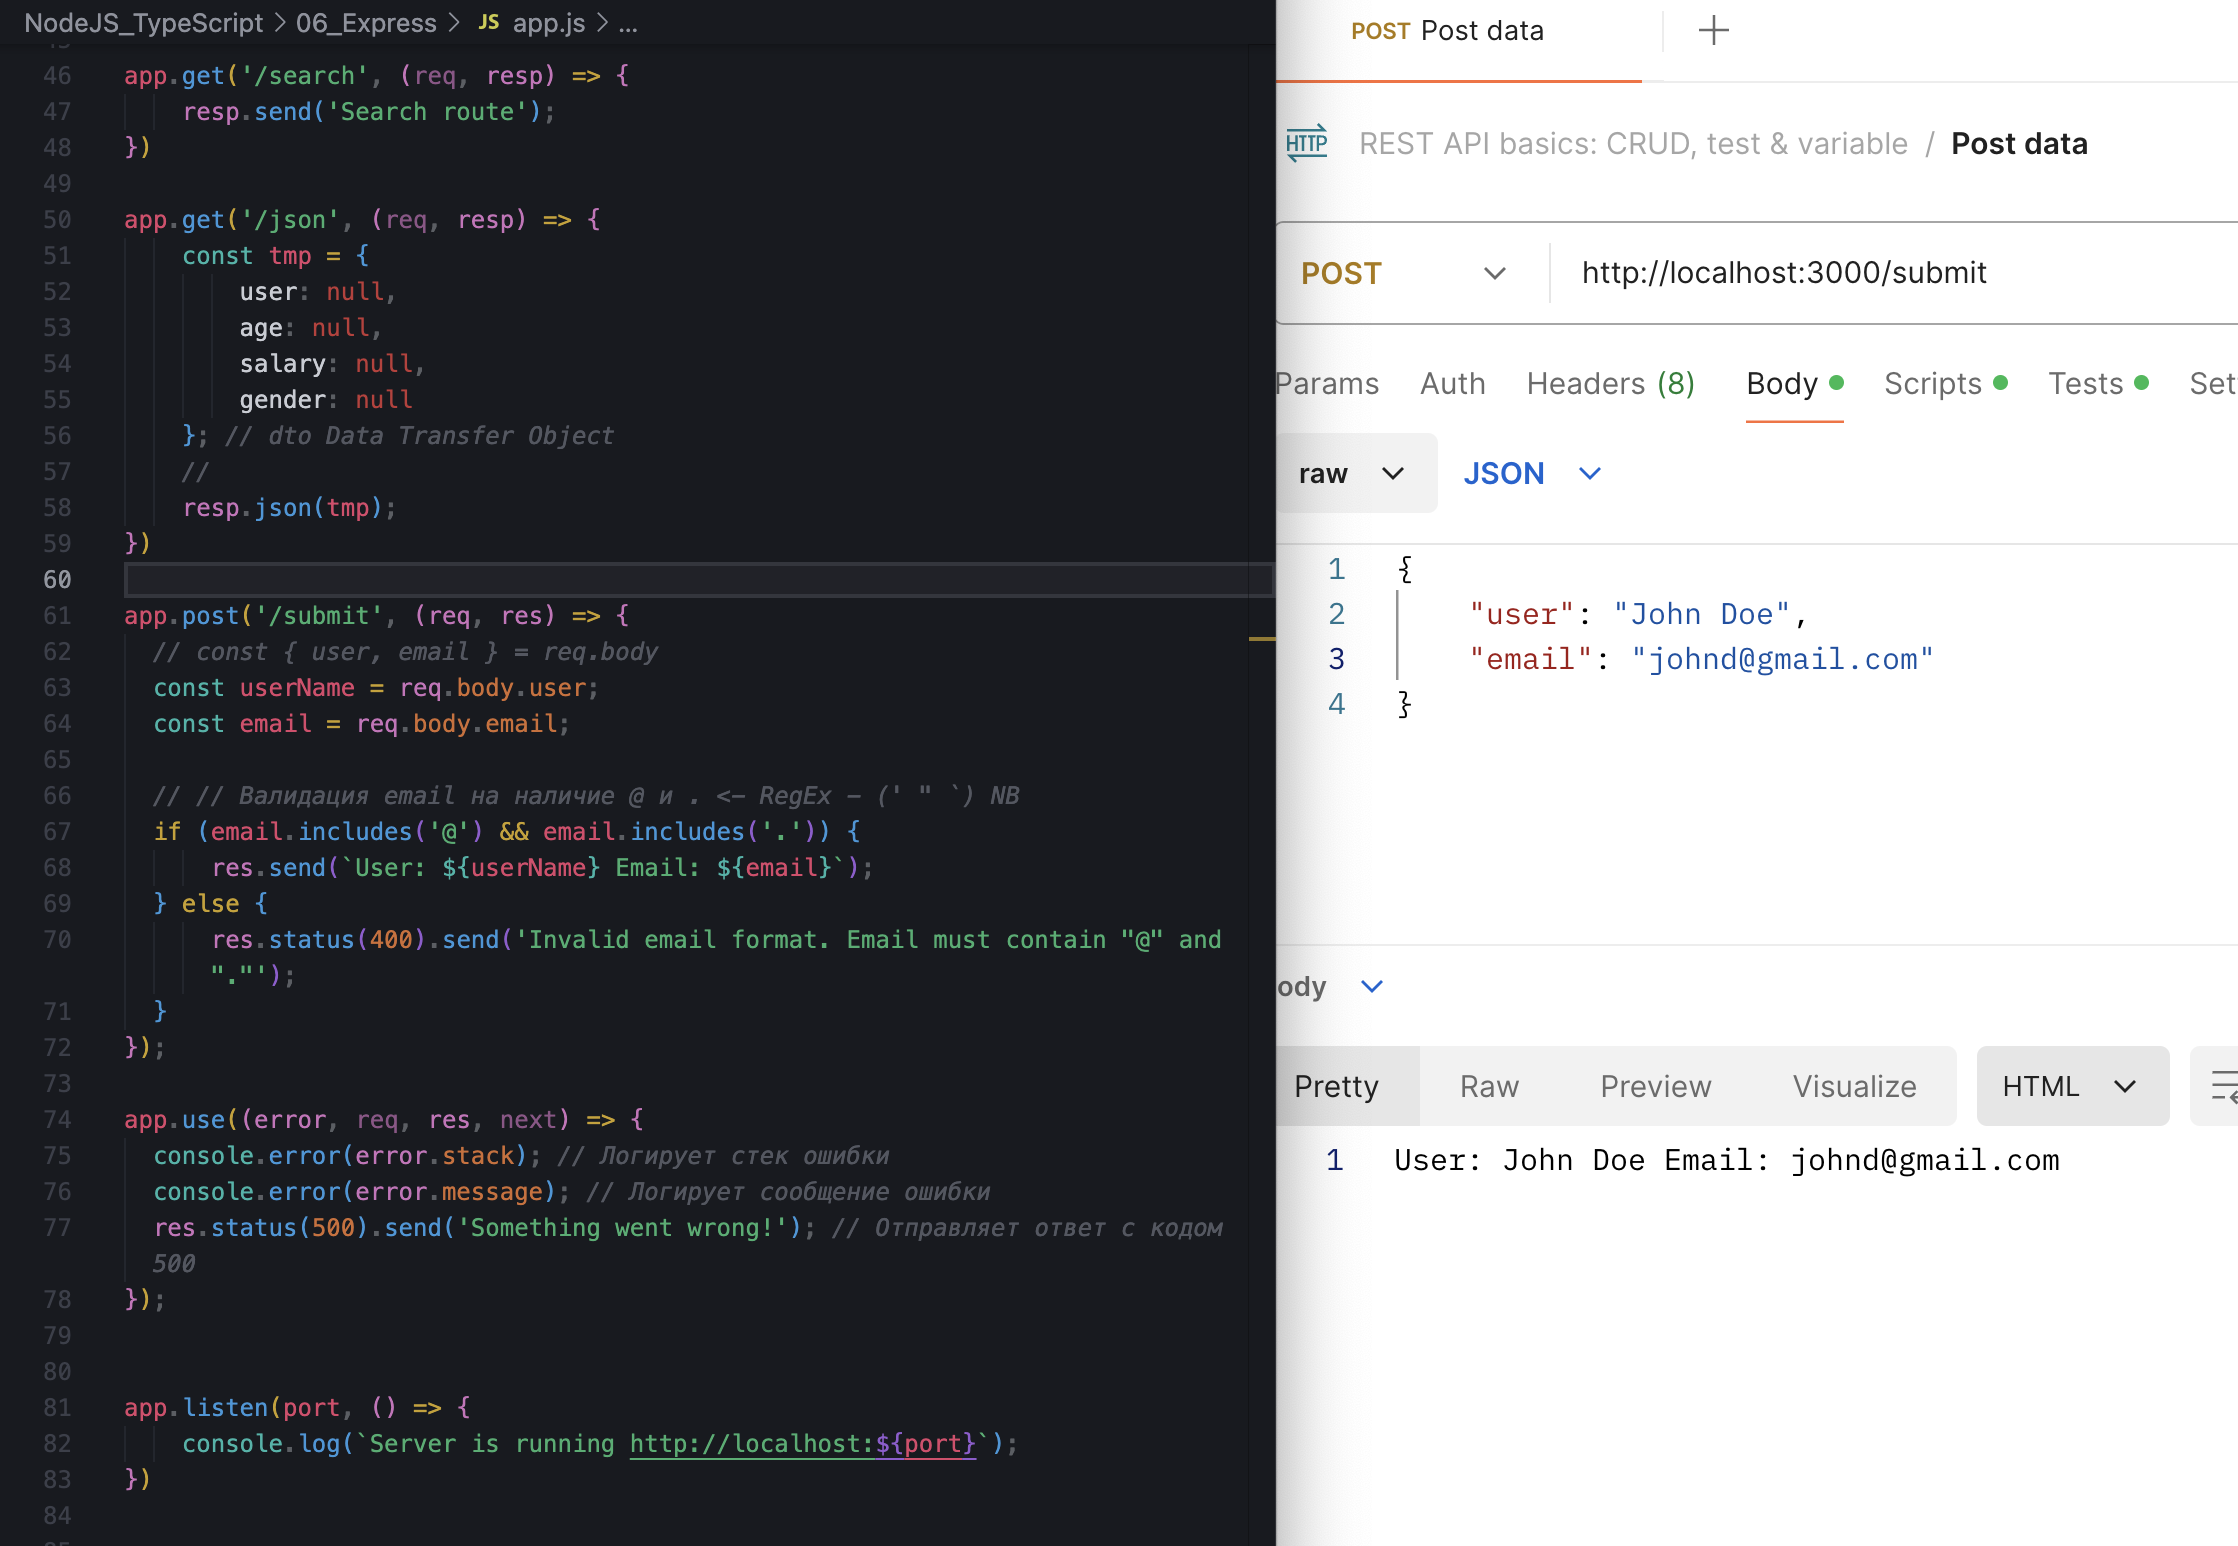 NodeJS_TypeScript > 06_Express > JS app.js > ...
46 app.get('/search', (req, resp) => {
47 resp.send('Search route');
48 })
49
50 app.get('/json', (req, resp) => {
51 const tmp = {
52 user: null,
53 age: null,
54 salary: null,
55 gender: null
56 }; // dto Data Transfer Object
57 //
58 resp.json(tmp);
59 })
60
61 app.post('/submit', (req, res) => {
62 // const { user, email } = req.body
63 const userName = req.body.user;
64 const email = req.body.email;
65
66 // // Валидация email на наличие @ и . <- RegEx - (' " `) NB
67 if (email.includes('@') && email.includes('.')) {
68 res.send(`User: ${userName} Email: ${email}`);
69 } else {
70 res.status(400).send('Invalid email format. Email must contain "@" and
"."');
71 }
72 });
73
74 app.use((error, req, res, next) => {
75 console.error(error.stack); // Логирует стек ошибки
76 console.error(error.message); // Логирует сообщение ошибки
77 res.status(500).send('Something went wrong!'); // Отправляет ответ с кодом
500
78 });
79
80
81 app.listen(port, () => {
82 console.log(`Server is running http://localhost:${port}`);
83 })
84
POST Post data +
HTTP REST API basics: CRUD, test & variable / Post data
POST http://localhost:3000/submit
Params Auth Headers (8) Body Scripts Tests Set
raw JSON
1 {
2 "user": "John Doe",
3 "email": "johnd@gmail.com"
4 }
ody
Pretty Raw Preview Visualize HTML
1 User: John Doe Email: johnd@gmail.com